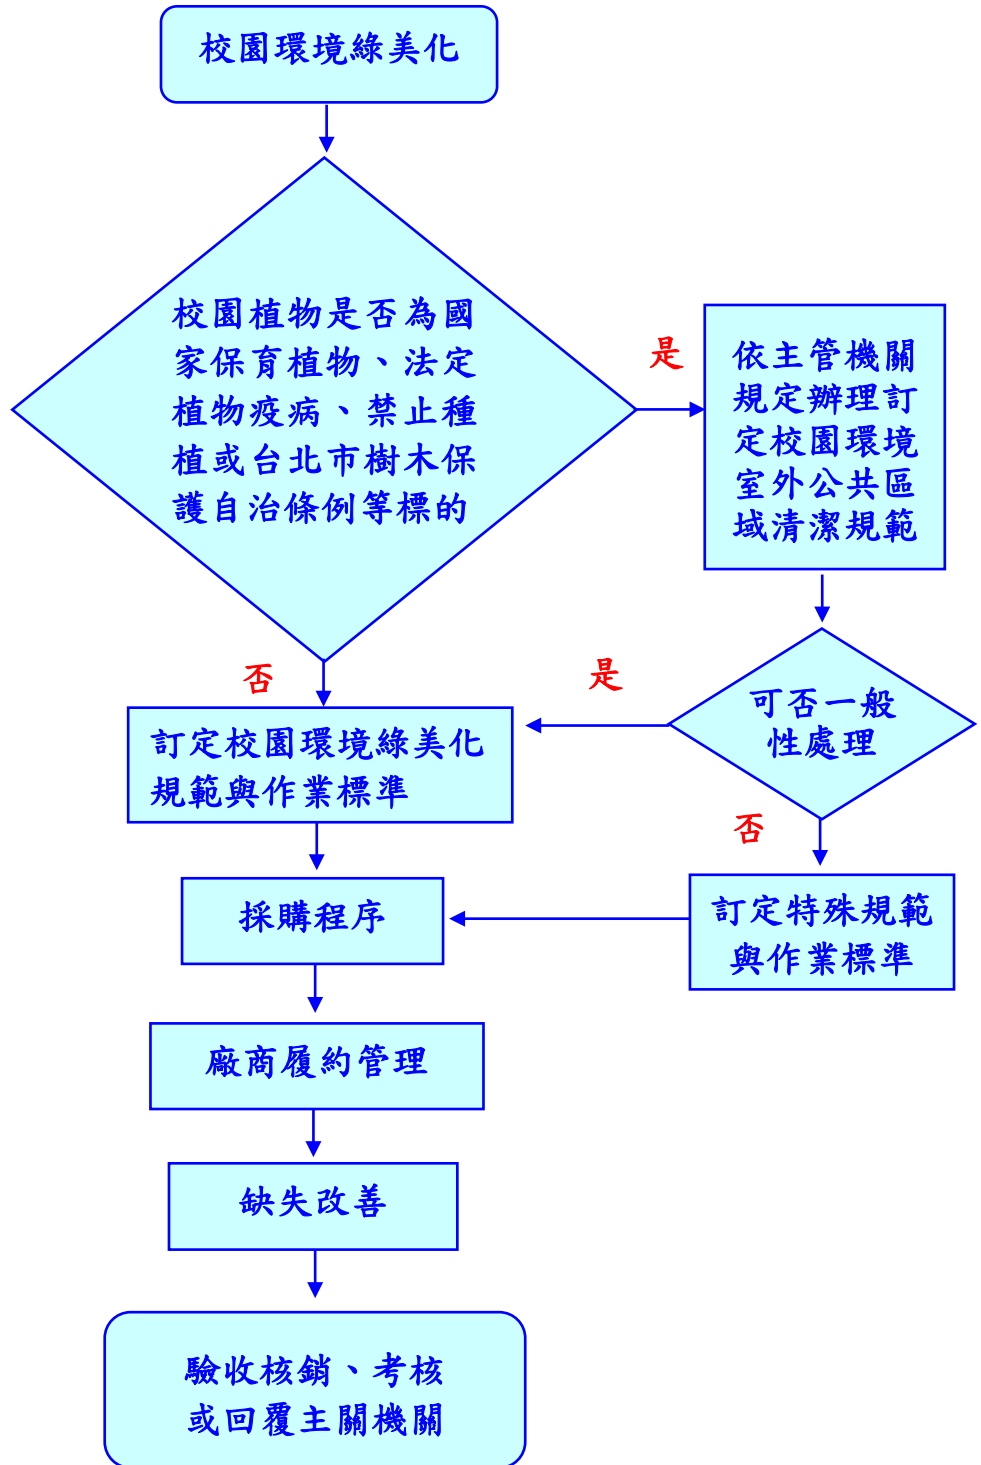 校園環境綠美化
校園植物是否為國
家保育植物、法定
植物疫病、禁止種
植或台北市樹木保
護自治條例等標的
是
依主管機關
規定辦理訂
定校園環境
室外公共區
域清潔規範
否
是
可否一般
性處理
訂定校園環境綠美化
規範與作業標準
否
採購程序
訂定特殊規範
與作業標準
廠商履約管理
缺失改善
驗收核銷、考核
或回覆主關機關